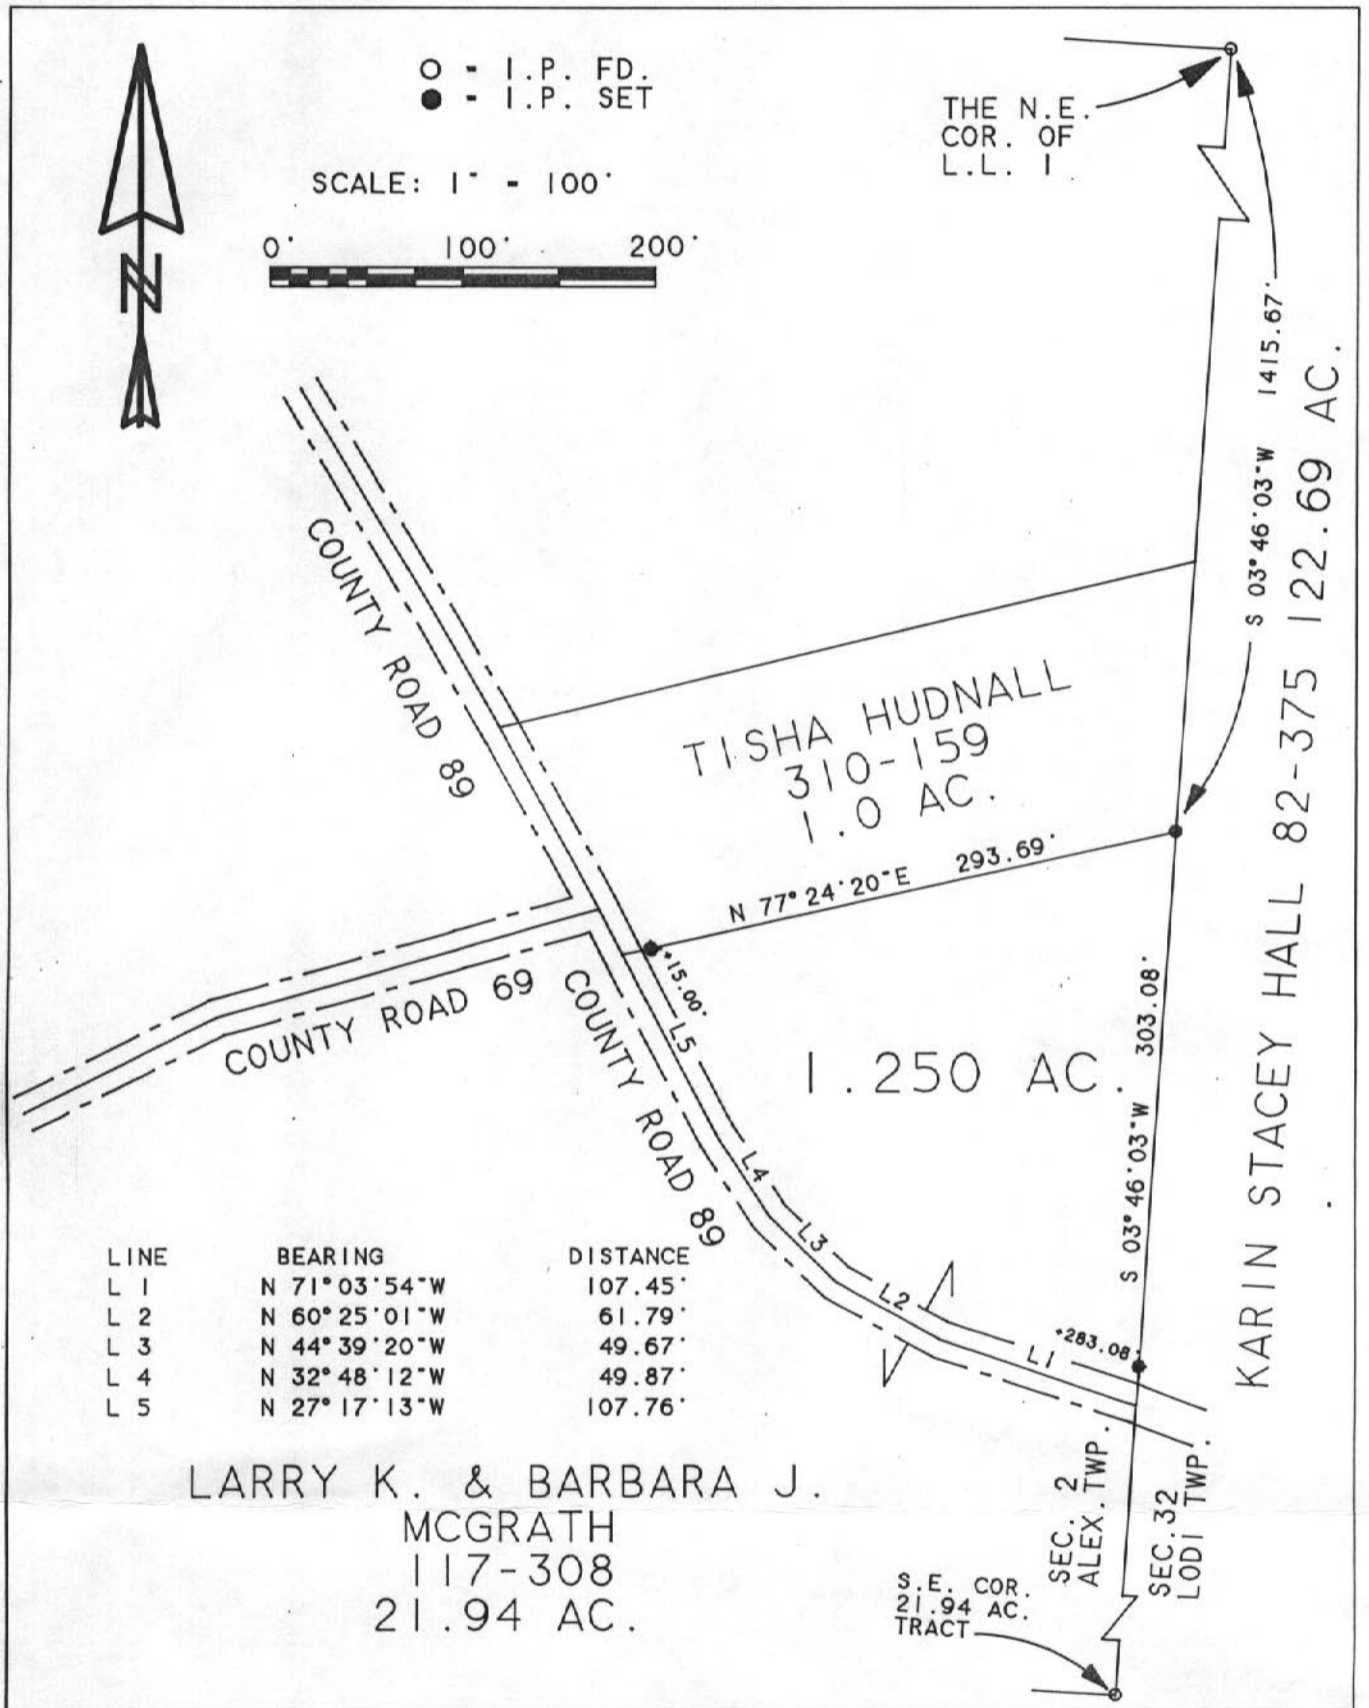 O - I.P. FD.
● - I.P. SET
SCALE: 1" - 100'
0' 100' 200'
N
THE N.E.
COR. OF
L.L. 1
S 03°46'03"W 1415.67'
KARIN STACEY HALL 82-375 122.69 AC.
COUNTY ROAD 89
TISHA HUDNALL
310-159
1.0 AC.
N 77°24'20"E 293.69'
+15.00'
COUNTY ROAD 69
COUNTY ROAD 89
L5
1.250 AC.
S 03°46'03"W 303.08'
L4
L3
L2
L1
+283.08'
LINE BEARING DISTANCE
L 1 N 71°03'54"W 107.45'
L 2 N 60°25'01"W 61.79'
L 3 N 44°39'20"W 49.67'
L 4 N 32°48'12"W 49.87'
L 5 N 27°17'13"W 107.76'
LARRY K. & BARBARA J.
MCGRATH
117-308
21.94 AC.
SEC. 2
ALEX. TWP.
SEC. 32
LODI TWP.
S.E. COR.
21.94 AC.
TRACT